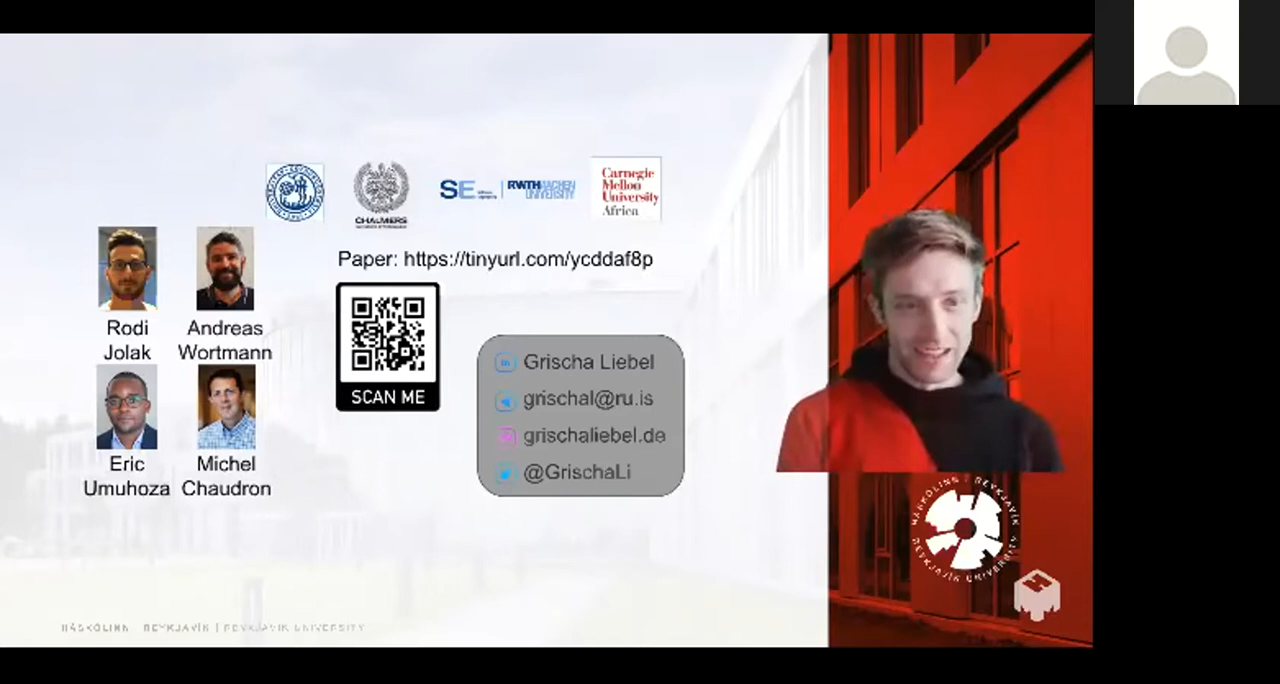 CHALMERS
SE
RWTH AACHEN
UNIVERSITY
Carnegie
Mellon
University
Africa
Paper: https://tinyurl.com/ycddaf8p
Rodi
Jolak
Andreas
Wortmann
SCAN ME
Grischa Liebel
grischal@ru.is
grischaliebel.de
@GrischaLi
Eric
Umuhoza
Michel
Chaudron
HÁSKÓLINN Í REYKJAVÍK
REYKJAVÍK UNIVERSITY
HÁSKÓLINN Í REYKJAVÍK | REYKJAVIK UNIVERSITY